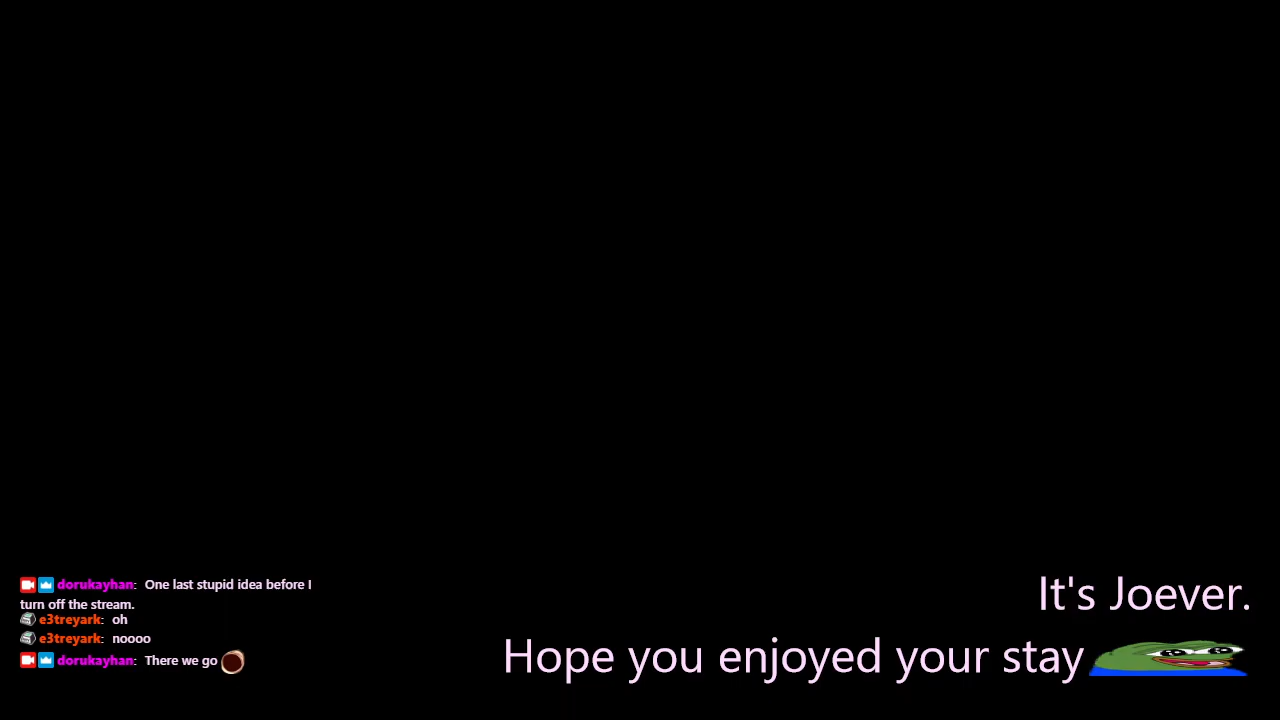 dorukayhan: One last stupid idea before I
turn off the stream.
e3treyark: oh
e3treyark: noooo
dorukayhan: There we go
It's Joever.
Hope you enjoyed your stay